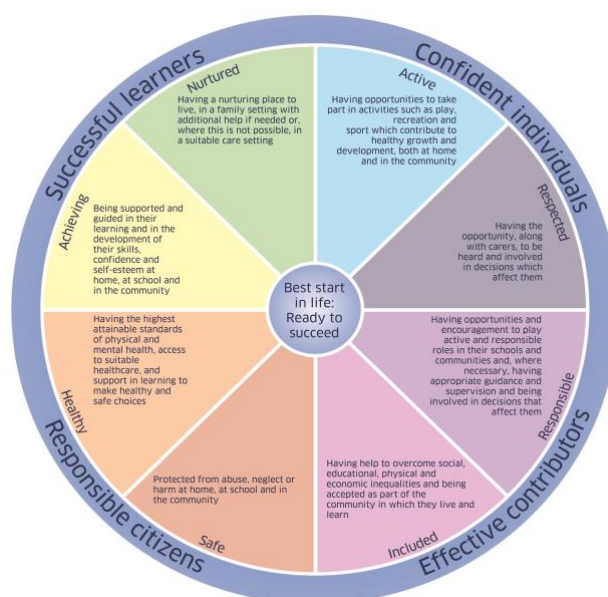 Successful learners
Confident individuals
Nurtured
Having a nurturing place to
live, in a family setting with
additional help if needed or,
where this is not possible, in
a suitable care setting
Active
Having opportunities to take
part in activities such as play,
recreation and
sport which contribute to
healthy growth and
development, both at home
and in the community
Achieving
Being supported and
guided in their
learning and in the
development of
their skills,
confidence and
self-esteem at
home, at school and
in the community
Respected
Having the
opportunity, along
with carers, to be
heard and involved
in decisions which
affect them
Best start
in life:
Ready to
succeed
Healthy
Having the highest
attainable standards
of physical and
mental health, access
to suitable
healthcare, and
support in learning to
make healthy and
safe choices
Responsible
Having opportunities and
encouragement to play
active and responsible
roles in their schools and
communities and, where
necessary, having
appropriate guidance and
supervision and being
involved in decisions that
affect them
Protected from abuse, neglect or
harm at home, at school and in
the community
Safe
Having help to overcome social,
educational, physical and
economic inequalities and being
accepted as part of the
community in which they live and
learn
Included
Responsible citizens
Effective contributors